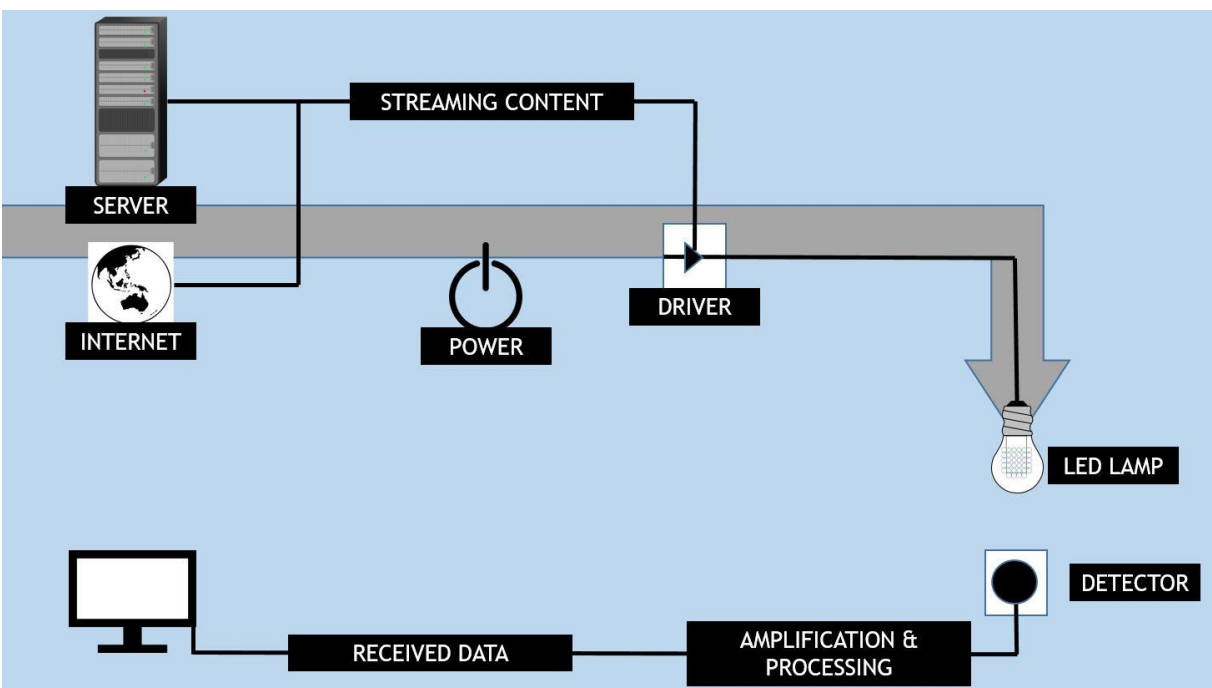 STREAMING CONTENT
SERVER
DRIVER
INTERNET
POWER
LED LAMP
DETECTOR
RECEIVED DATA
AMPLIFICATION &
PROCESSING